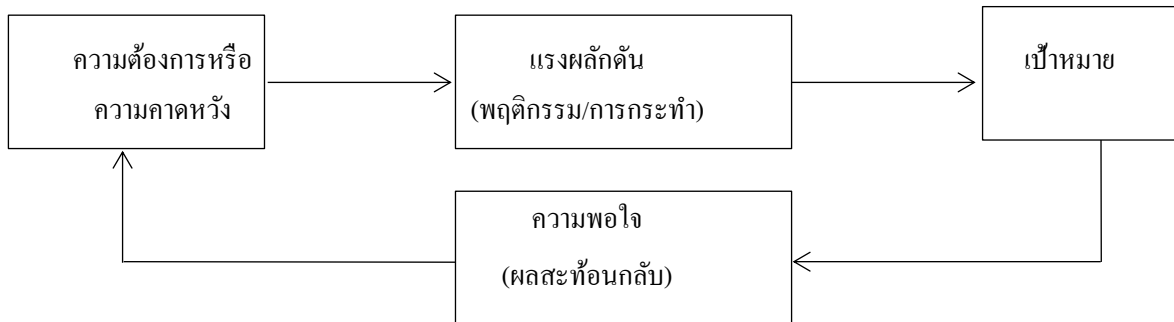 ความต้องการหรือ
ความคาดหวัง
แรงผลักดัน
(พฤติกรรม/การกระทำ)
เป้าหมาย
ความพอใจ
(ผลสะท้อนกลับ)